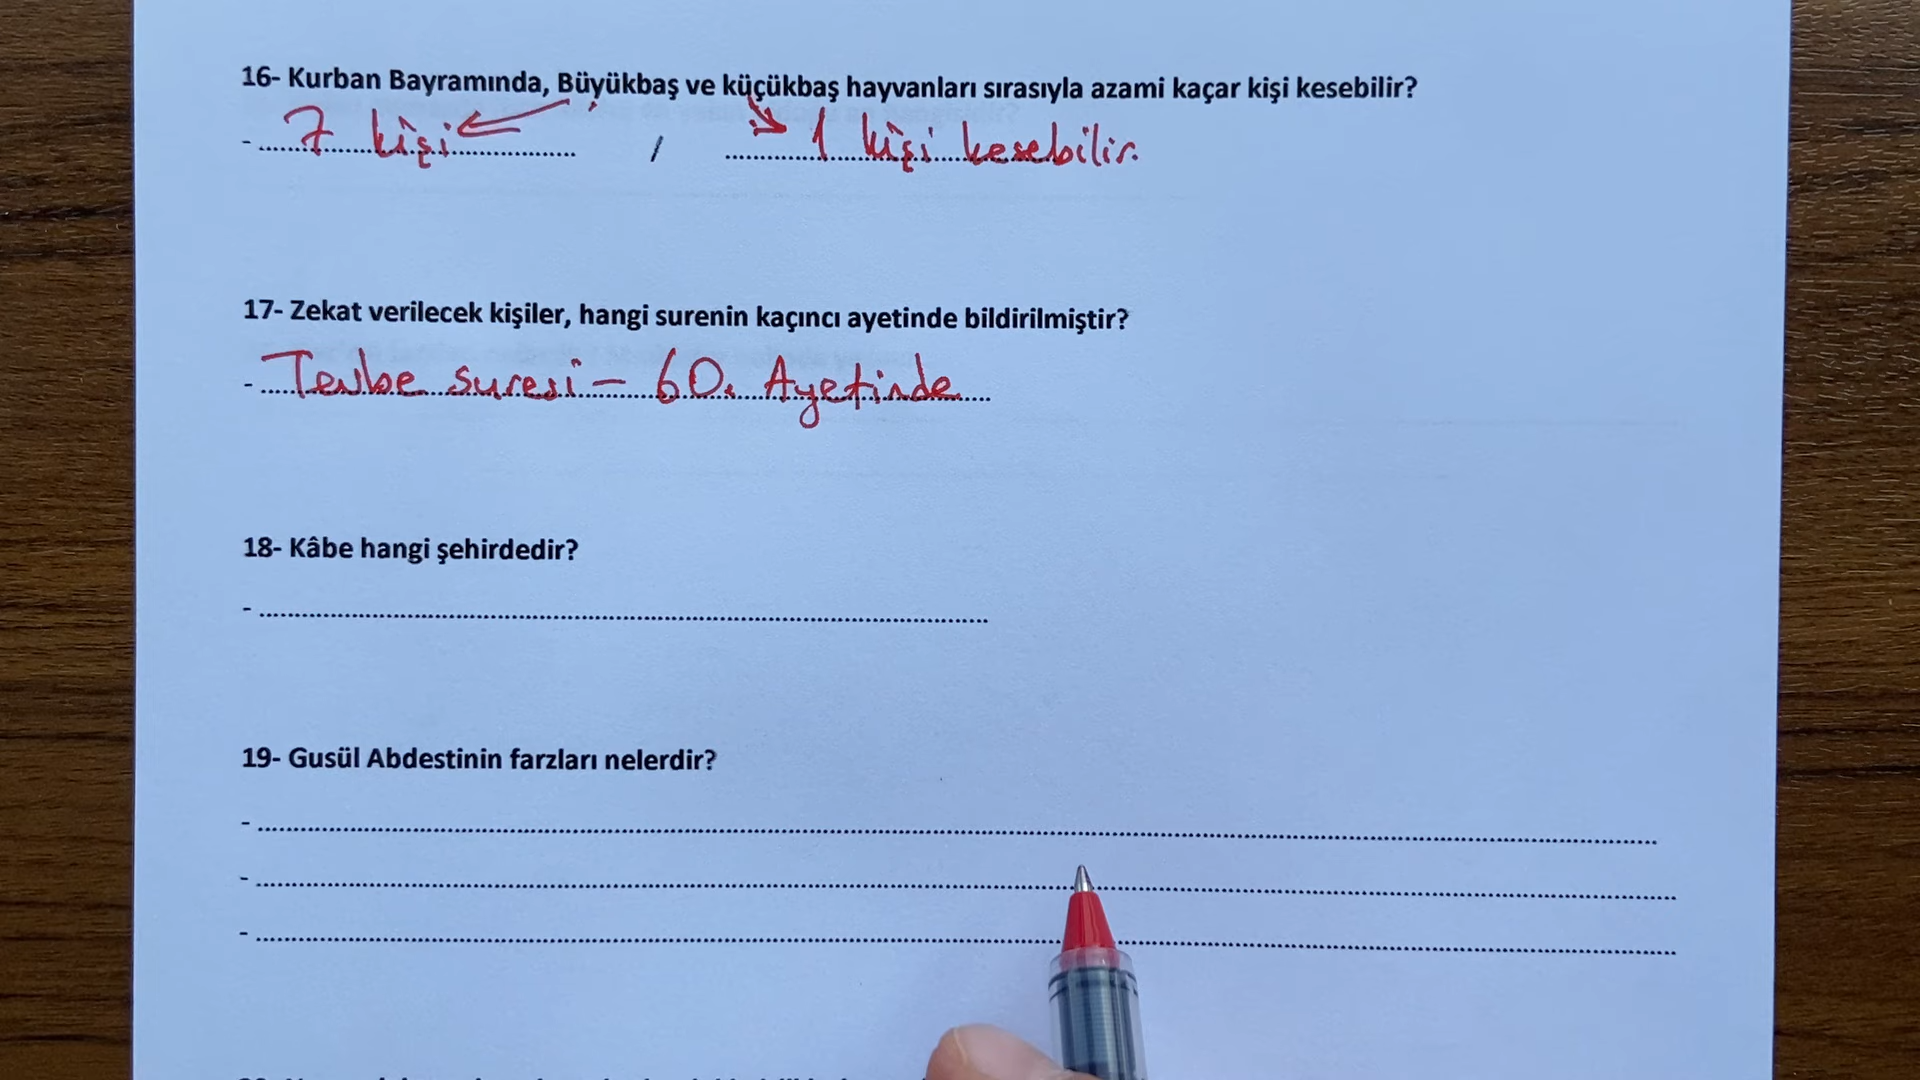 16- Kurban Bayramında, Büyükbaş ve küçükbaş hayvanları sırasıyla azami kaçar kişi kesebilir?
- 7 kişi / 1 kişi kesebilir.
17- Zekat verilecek kişiler, hangi surenin kaçıncı ayetinde bildirilmiştir?
- Tevbe suresi - 60. Ayetinde
18- Kâbe hangi şehirdedir?
-
19- Gusül Abdestinin farzları nelerdir?
-
-
-